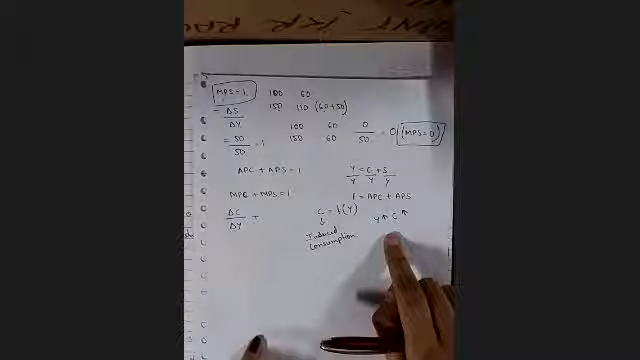 MPS = 1
100 60
= ΔS/ΔY
150 110 (60+50)
= 50/50 = 1
100 60
150 60
0/50 = 0 (MPS = 0)
APC + APS = 1
Y/Y = C/Y + S/Y
1 = APC + APS
MPC + MPS = 1
ΔC/ΔY +
C = f(Y)
↓
Induced
Consumption
Y↑ C↑